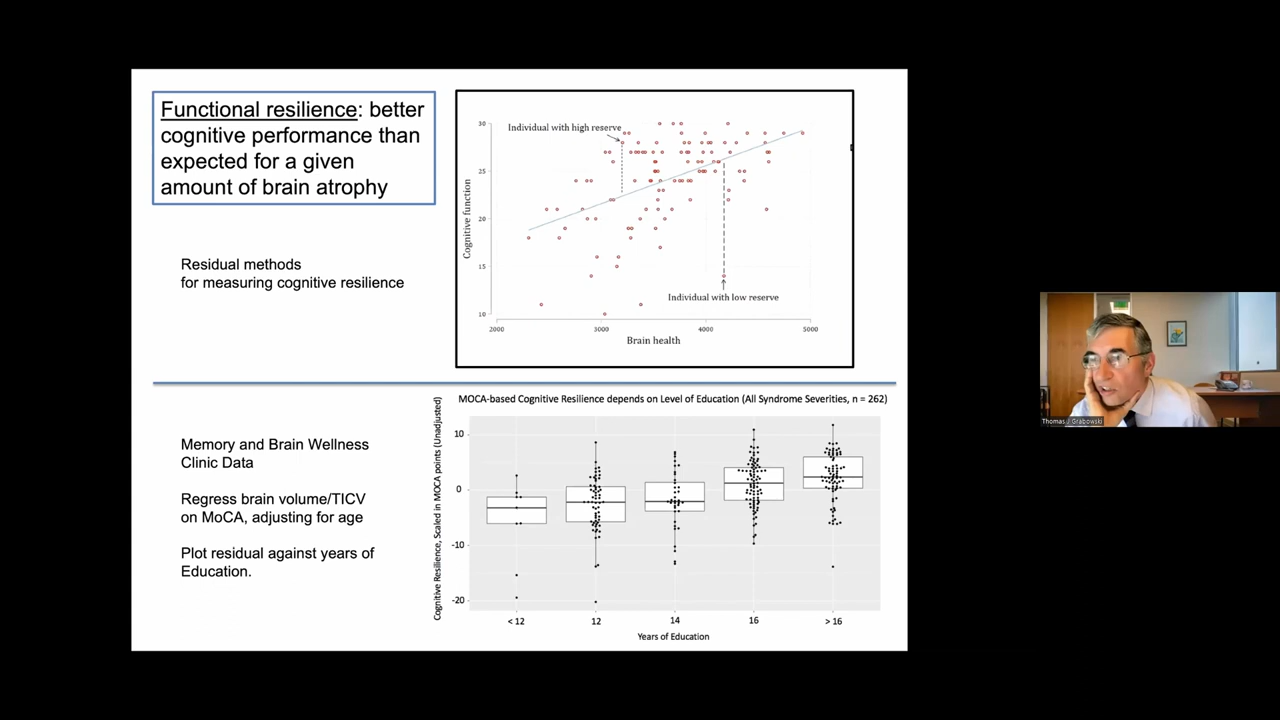 Functional resilience: better
cognitive performance than
expected for a given
amount of brain atrophy
Residual methods
for measuring cognitive resilience
30
25
20
15
10
Cognitive function
Individual with high reserve
Individual with low reserve
2000
3000
4000
5000
Brain health
Memory and Brain Wellness
Clinic Data
Regress brain volume/TICV
on MoCA, adjusting for age
Plot residual against years of
Education.
MOCA-based Cognitive Resilience depends on Level of Education (All Syndrome Severities, n = 262)
Cognitive Resilience, Scaled in MOCA points (Unadjusted)
10
0
-10
-20
< 12
12
14
16
> 16
Years of Education
Thomas J Grabowski